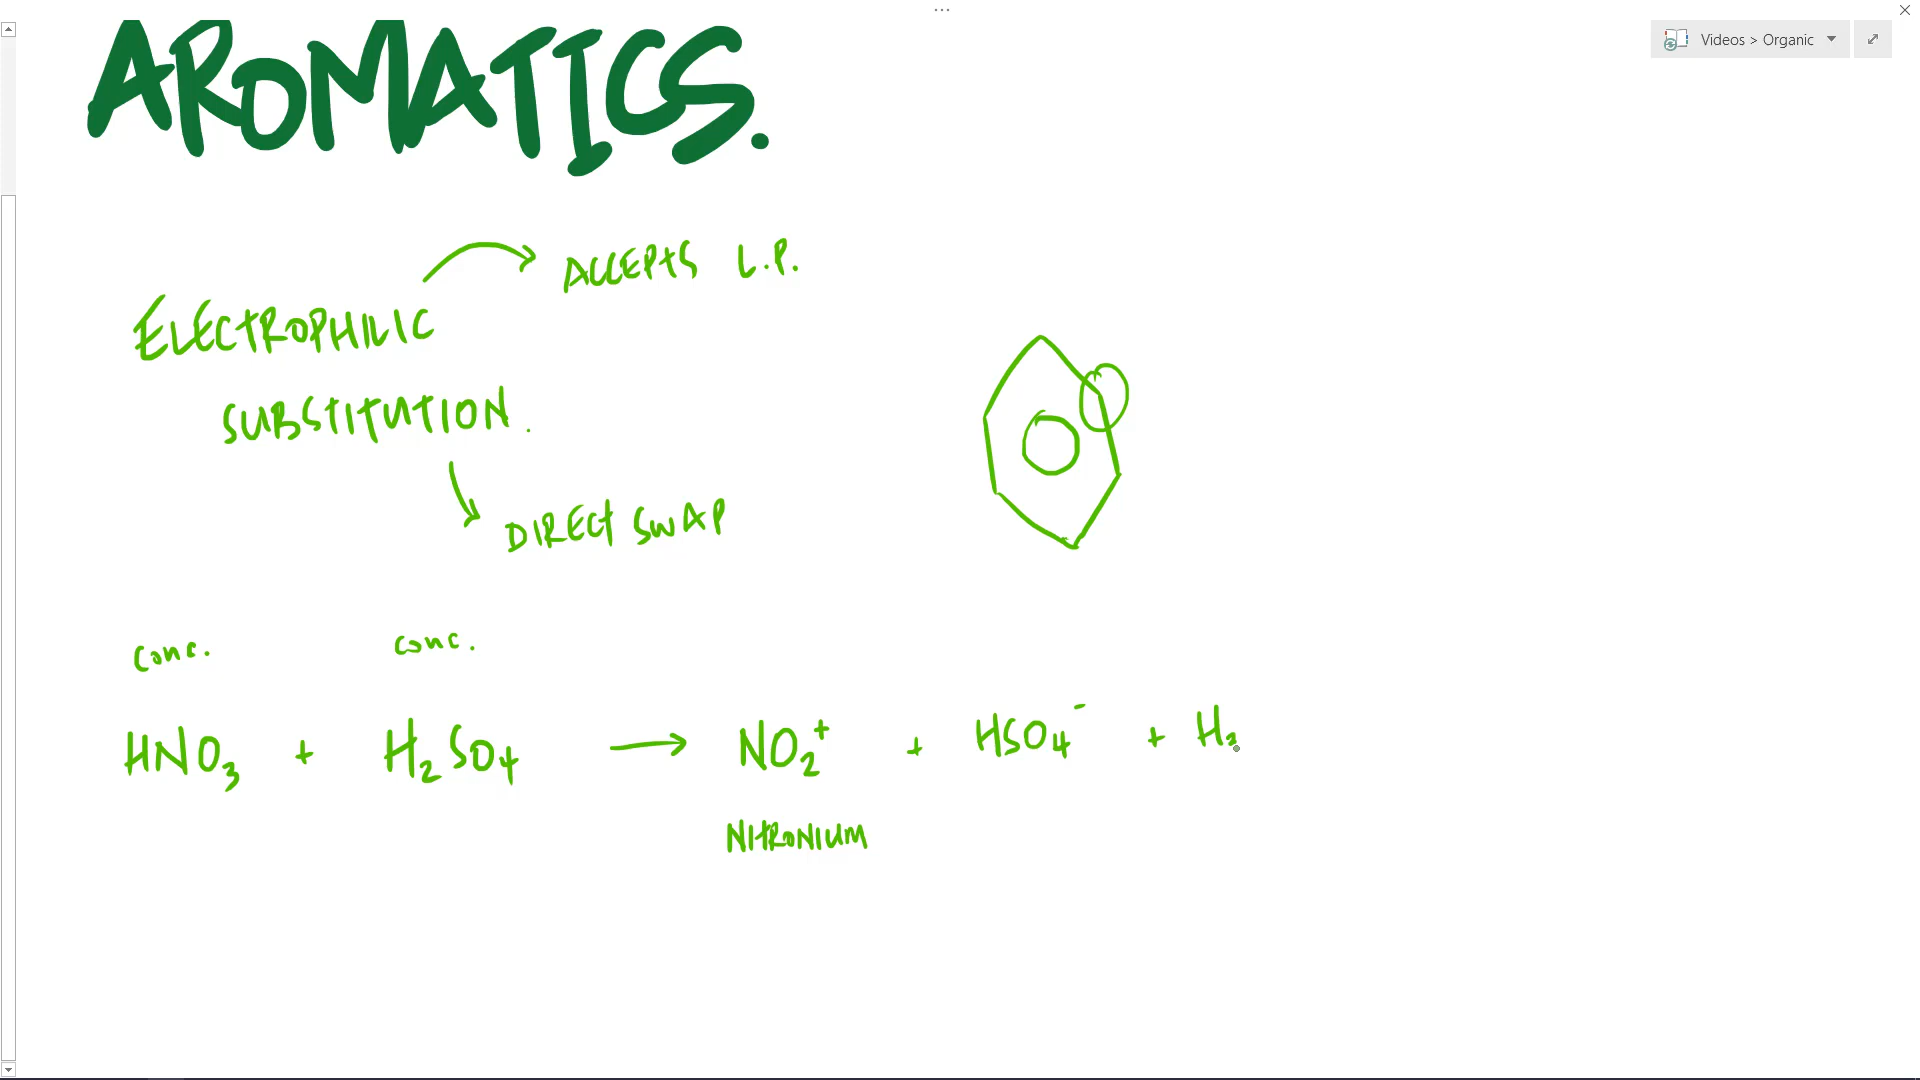 Videos > Organic
AROMATICS.
ACCEPTS L.P.
ELECTROPHILIC
SUBSTITUTION.
DIRECT SWAP
conc. conc.
HNO₃ + H₂SO₄ → NO₂⁺ + HSO₄⁻ + H₂
NITRONIUM